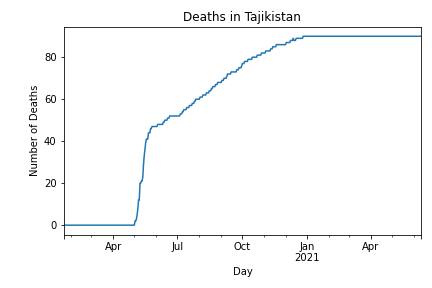 Deaths in Tajikistan
Number of Deaths
80
60
40
20
0
Apr Jul Oct Jan Apr
2021
Day